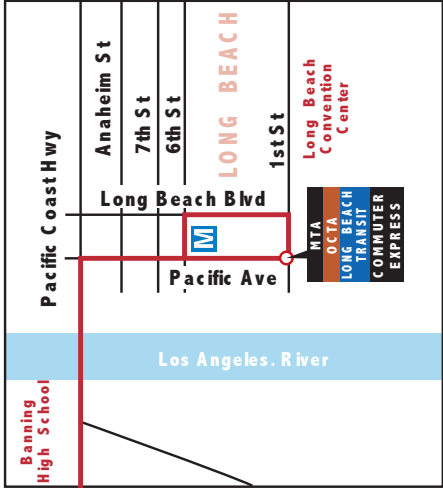 Pacific Coast Hwy
Anaheim St
7th St
6th St
LONG BEACH
1st St
Long Beach
Convention
Center
Long Beach Blvd
M
Pacific Ave
MTA
OCTA
LONG BEACH
TRANSIT
COMMUTER
EXPRESS
Los Angeles. River
Banning
High School